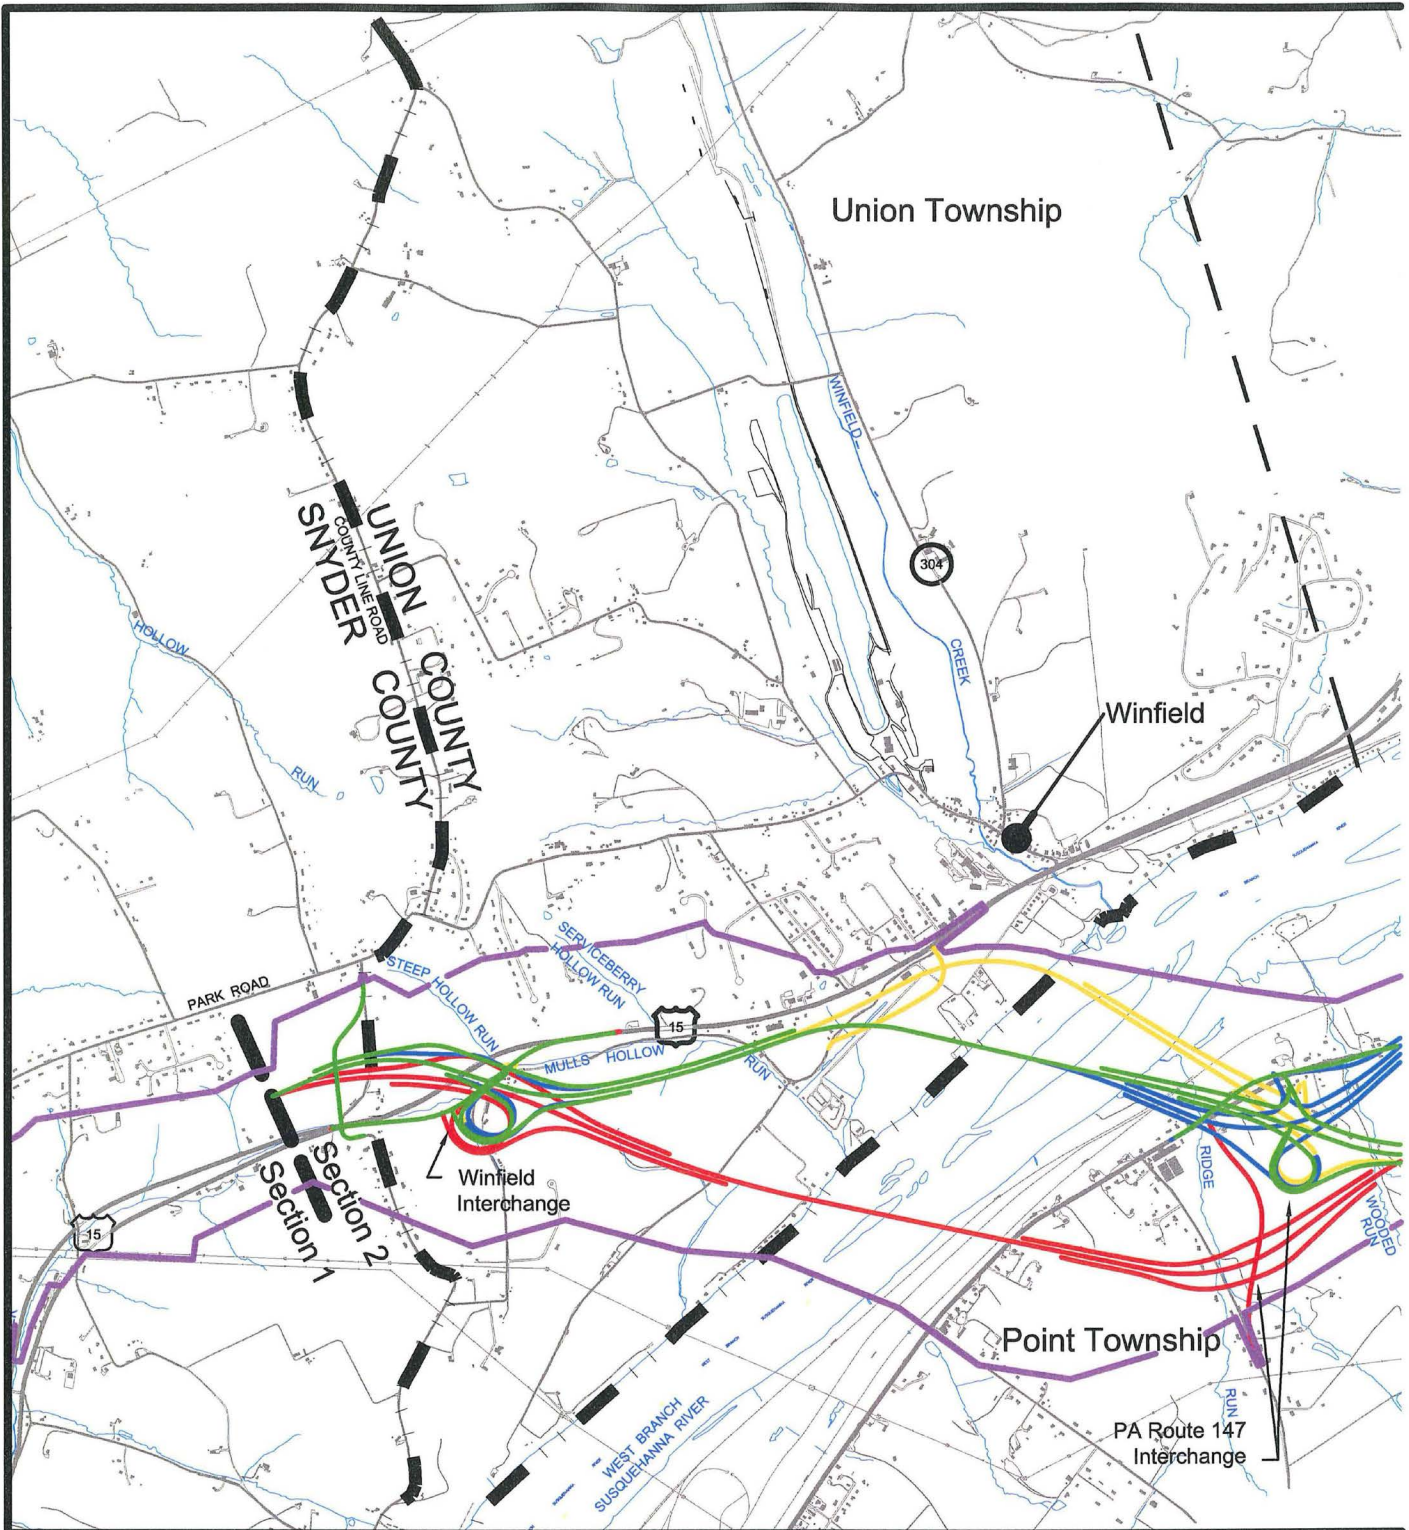 Union Township
WINFIELD
304
UNION COUNTY
COUNTY LINE ROAD
SNYDER COUNTY
HOLLOW
RUN
CREEK
Winfield
SERVICEBERRY
HOLLOW RUN
STEEP
HOLLOW RUN
PARK ROAD
15
MULLS HOLLOW
RUN
Winfield
Interchange
Section 2
Section 1
15
RIDGE
RUN
WOODED
RUN
Point Township
PA Route 147
Interchange
WEST BRANCH
SUSQUEHANNA RIVER